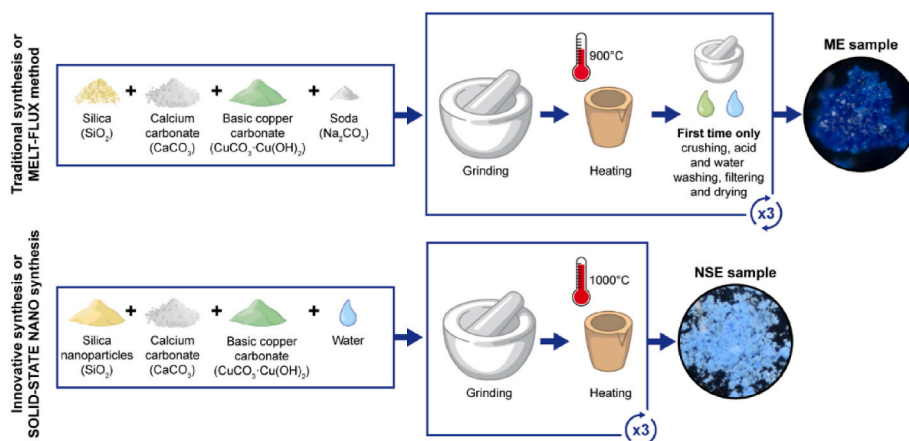 Traditional synthesis or
MELT-FLUX method
Silica
(SiO₂)
+
Calcium
carbonate
(CaCO₃)
+
Basic copper
carbonate
(CuCO₃·Cu(OH)₂)
+
Soda
(Na₂CO₃)
Grinding
900°C
Heating
First time only
crushing, acid
and water
washing, filtering
and drying
x3
ME sample
Innovative synthesis or
SOLID-STATE NANO synthesis
Silica
nanoparticles
(SiO₂)
+
Calcium
carbonate
(CaCO₃)
+
Basic copper
carbonate
(CuCO₃·Cu(OH)₂)
+
Water
Grinding
1000°C
Heating
x3
NSE sample